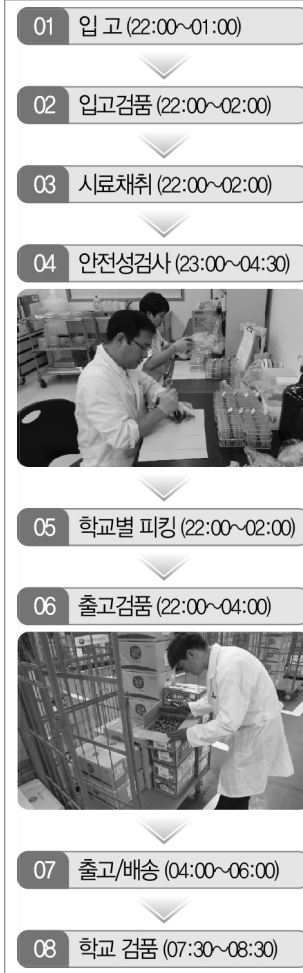 01 입 고 (22:00~01:00)
02 입고검품 (22:00~02:00)
03 시료채취 (22:00~02:00)
04 안전성검사 (23:00~04:30)
05 학교별 피킹 (22:00~02:00)
06 출고검품 (22:00~04:00)
07 출고/배송 (04:00~06:00)
08 학교 검품 (07:30~08:30)